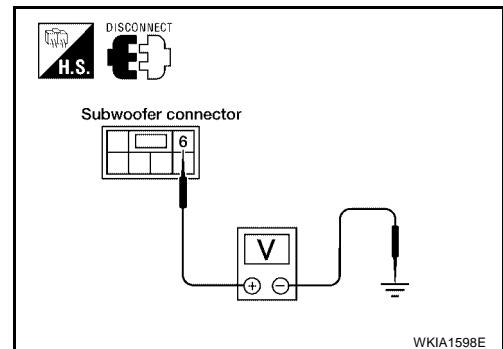 DISCONNECT
H.S.
Subwoofer connector
6
V
+ −
WKIA1598E